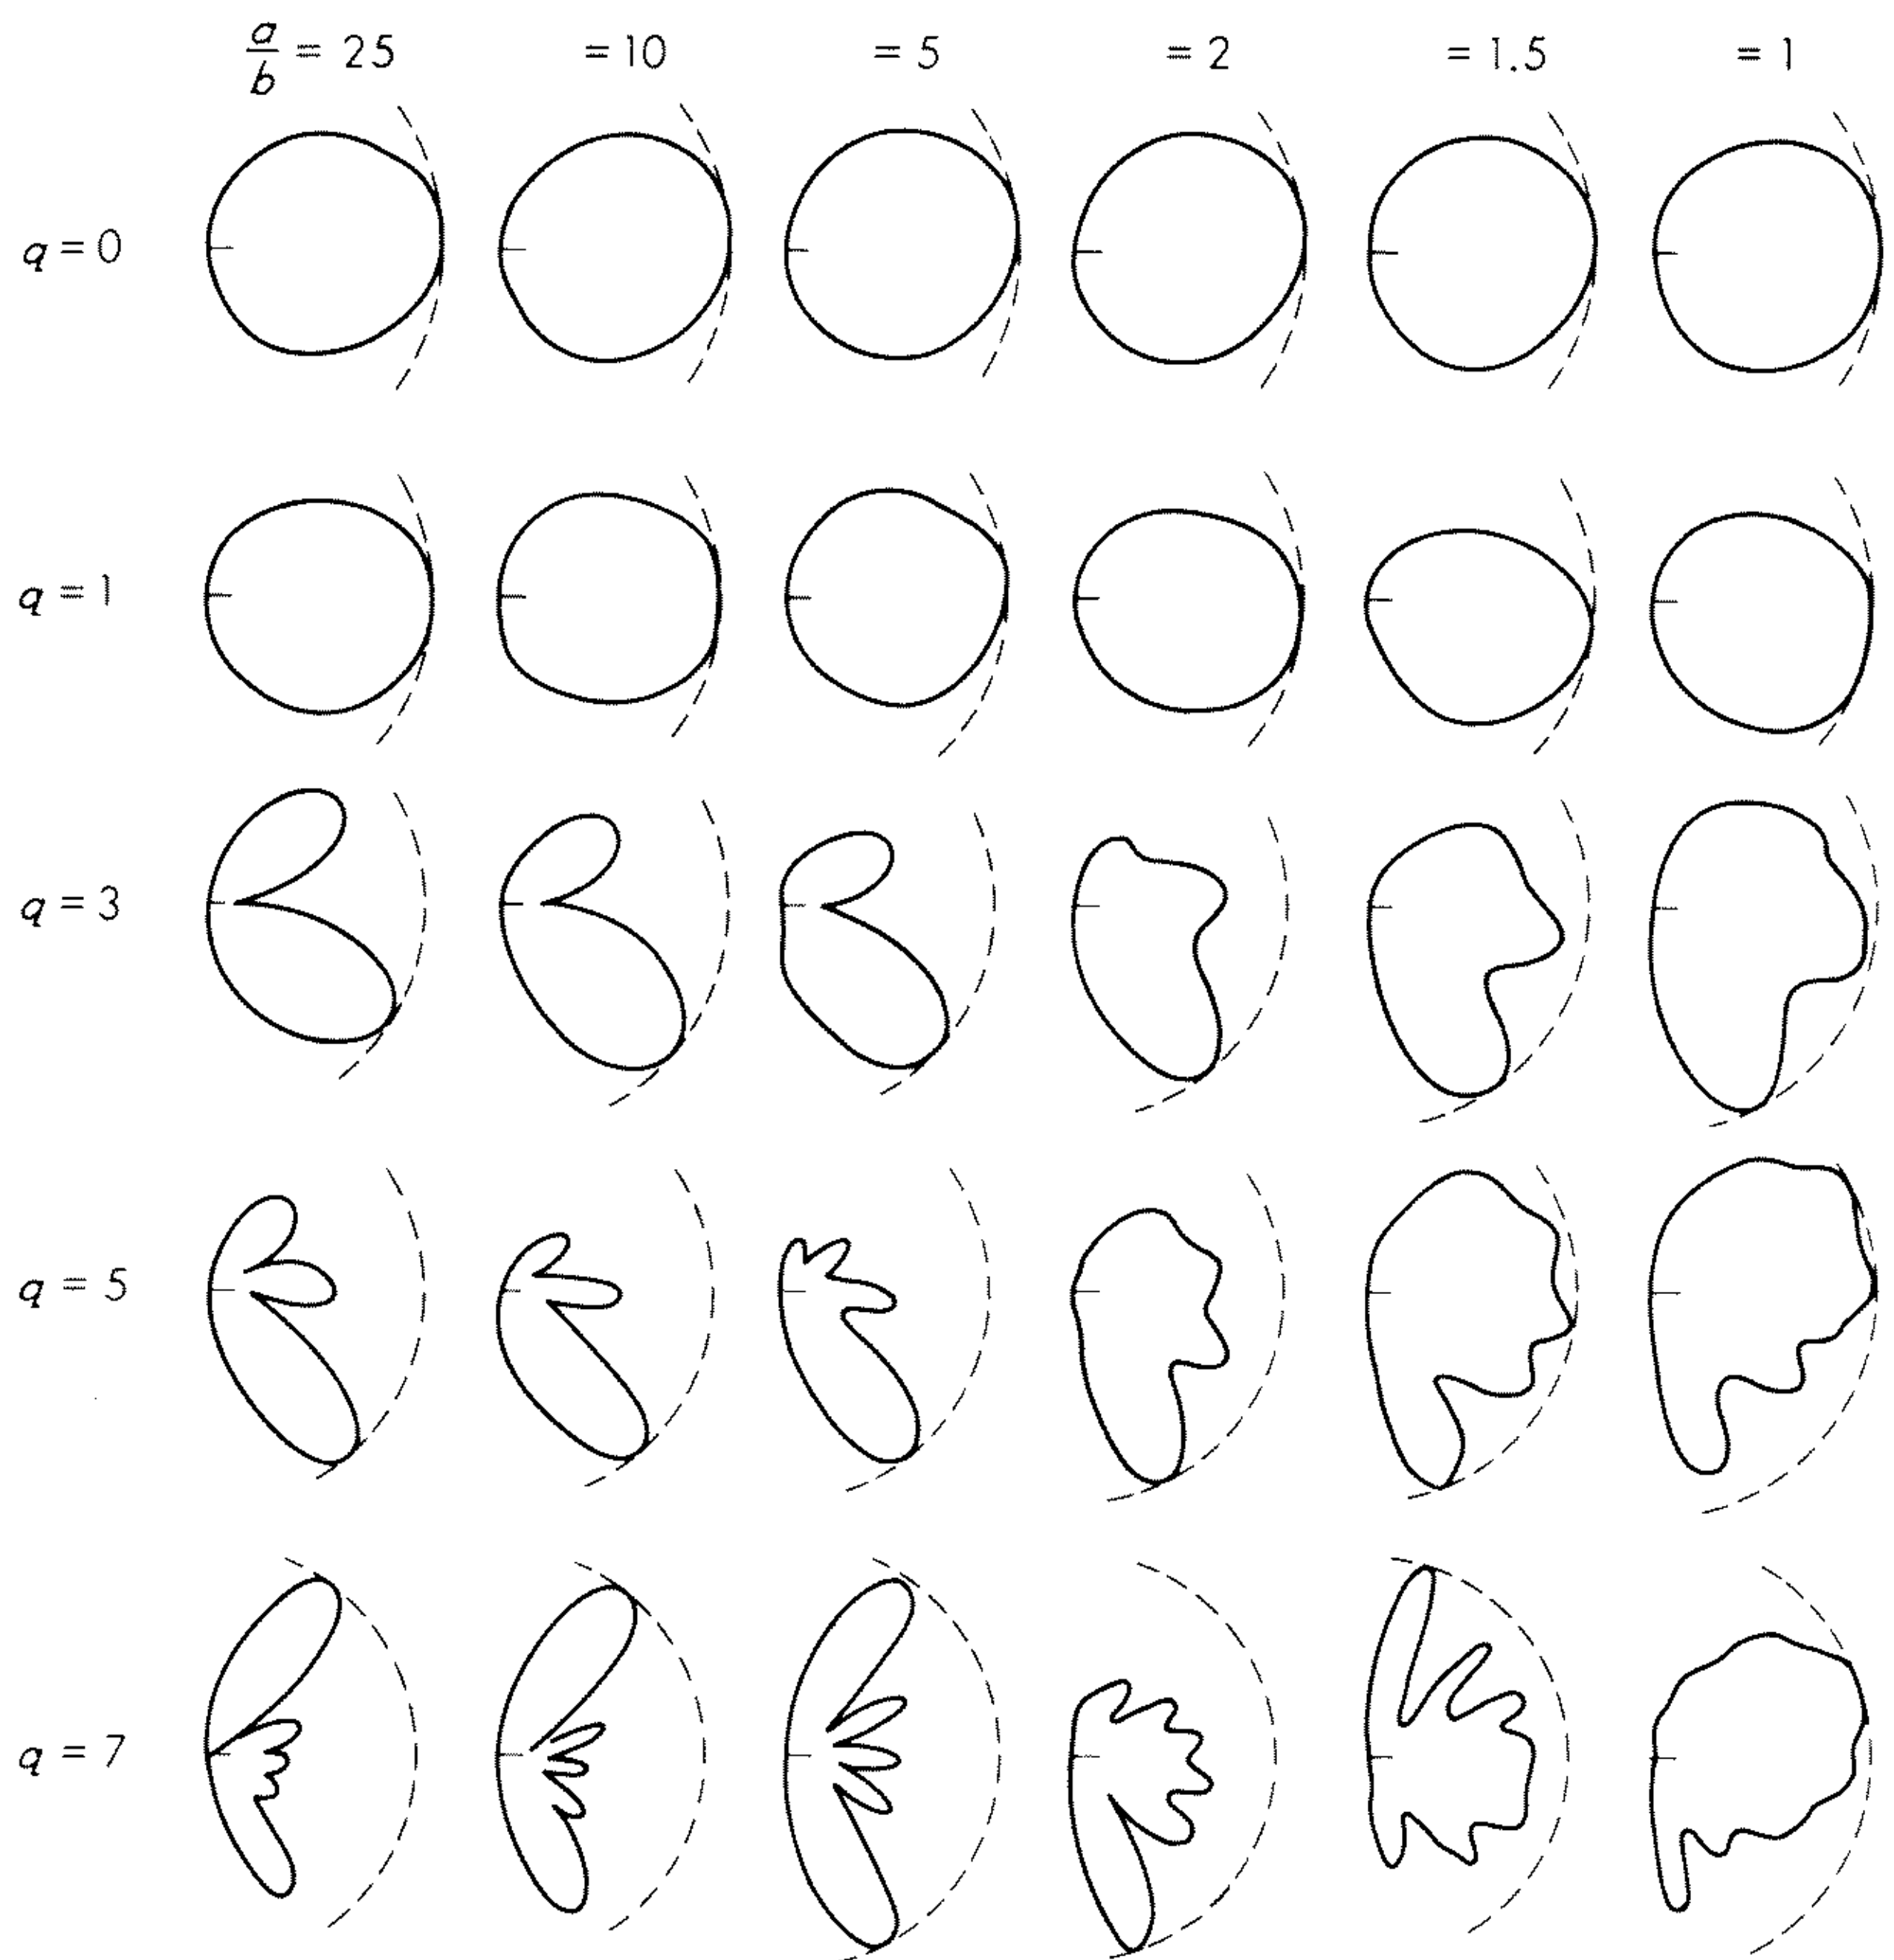 a/b = 25 = 10 = 5 = 2 = 1.5 = 1
q = 0
q = 1
q = 3
q = 5
q = 7